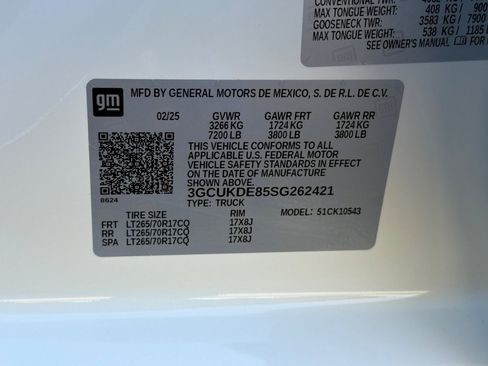 CONVENTIONAL TWR:
MAX TONGUE WEIGHT: 408 KG / 900
GOOSENECK TWR: 3583 KG / 7900
MAX TONGUE WEIGHT: 538 KG / 1185 LB
SEE OWNER'S MANUAL
gm
MFD BY GENERAL MOTORS DE MEXICO, S. DE R.L. DE C.V.
02/25 GVWR GAWR FRT GAWR RR
3266 KG 1724 KG 1724 KG
7200 LB 3800 LB 3800 LB
THIS VEHICLE CONFORMS TO ALL
APPLICABLE U.S. FEDERAL MOTOR
VEHICLE SAFETY STANDARDS IN EFFECT
ON THE DATE OF MANUFACTURE
SHOWN ABOVE.
3GCUKDE85SG262421
8624
TYPE: TRUCK
TIRE SIZE RIM MODEL: 51CK10543
FRT LT265/70R17CQ 17X8J
RR LT265/70R17CQ 17X8J
SPA LT265/70R17CQ 17X8J